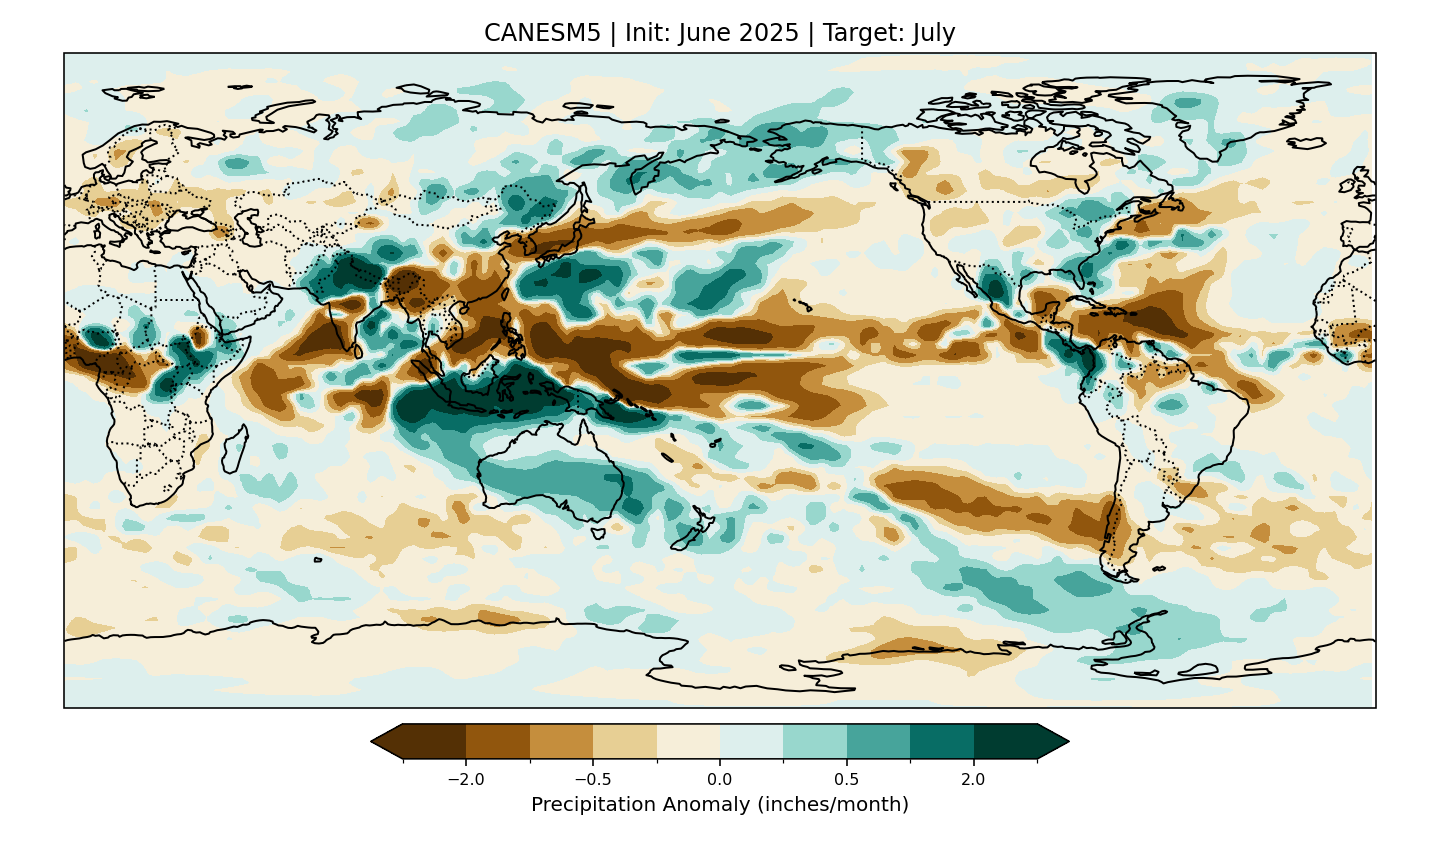 CANESM5 | Init: June 2025 | Target: July
−2.0 −0.5 0.0 0.5 2.0
Precipitation Anomaly (inches/month)